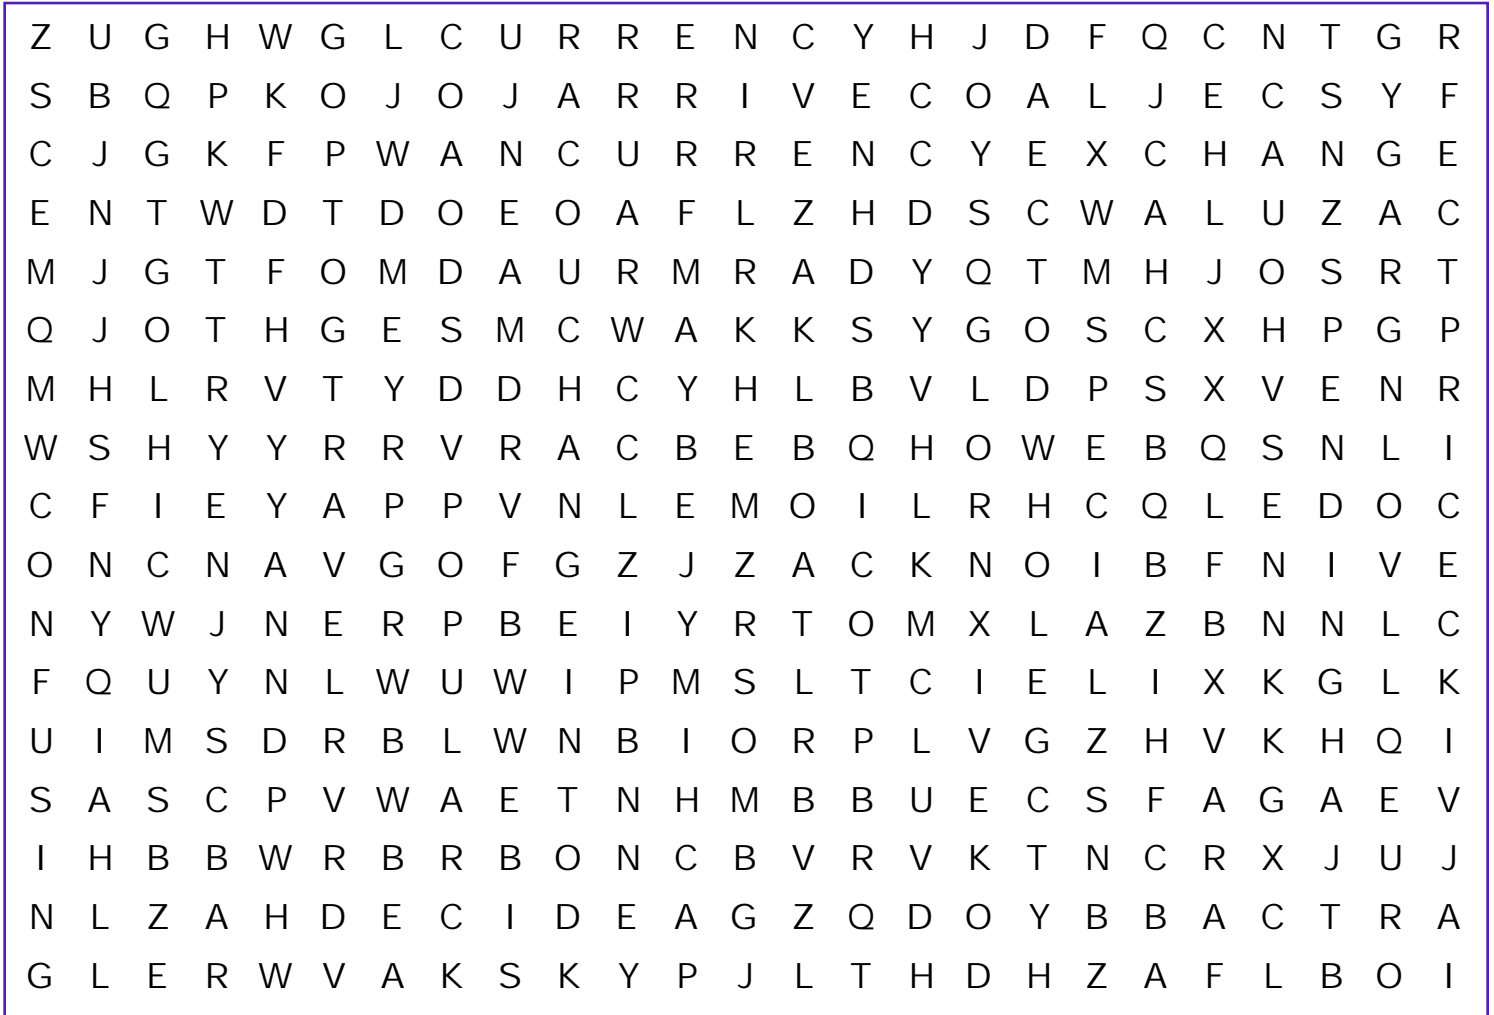 Z U G H W G L C U R R E N C Y H J D F Q C N T G R
S B Q P K O J O J A R R I V E C O A L J E C S Y F
C J G K F P W A N C U R R E N C Y E X C H A N G E
E N T W D T D O E O A F L Z H D S C W A L U Z A C
M J G T F O M D A U R M R A D Y Q T M H J O S R T
Q J O T H G E S M C W A K K S Y G O S C X H P G P
M H L R V T Y D D H C Y H L B V L D P S X V E N R
W S H Y Y R R V R A C B E B Q H O W E B Q S N L I
C F I E Y A P P V N L E M O I L R H C Q L E D O C
O N C N A V G O F G Z J Z A C K N O I B F N I V E
N Y W J N E R P B E I Y R T O M X L A Z B N N L C
F Q U Y N L W U W I P M S L T C I E L I X K G L K
U I M S D R B L W N B I O R P L V G Z H V K H Q I
S A S C P V W A E T N H M B B U E C S F A G A E V
I H B B W R B R B O N C B V R V K T N C R X J U J
N L Z A H D E C I D E A G Z Q D O Y B B A C T R A
G L E R W V A K S K Y P J L T H D H Z A F L B O I